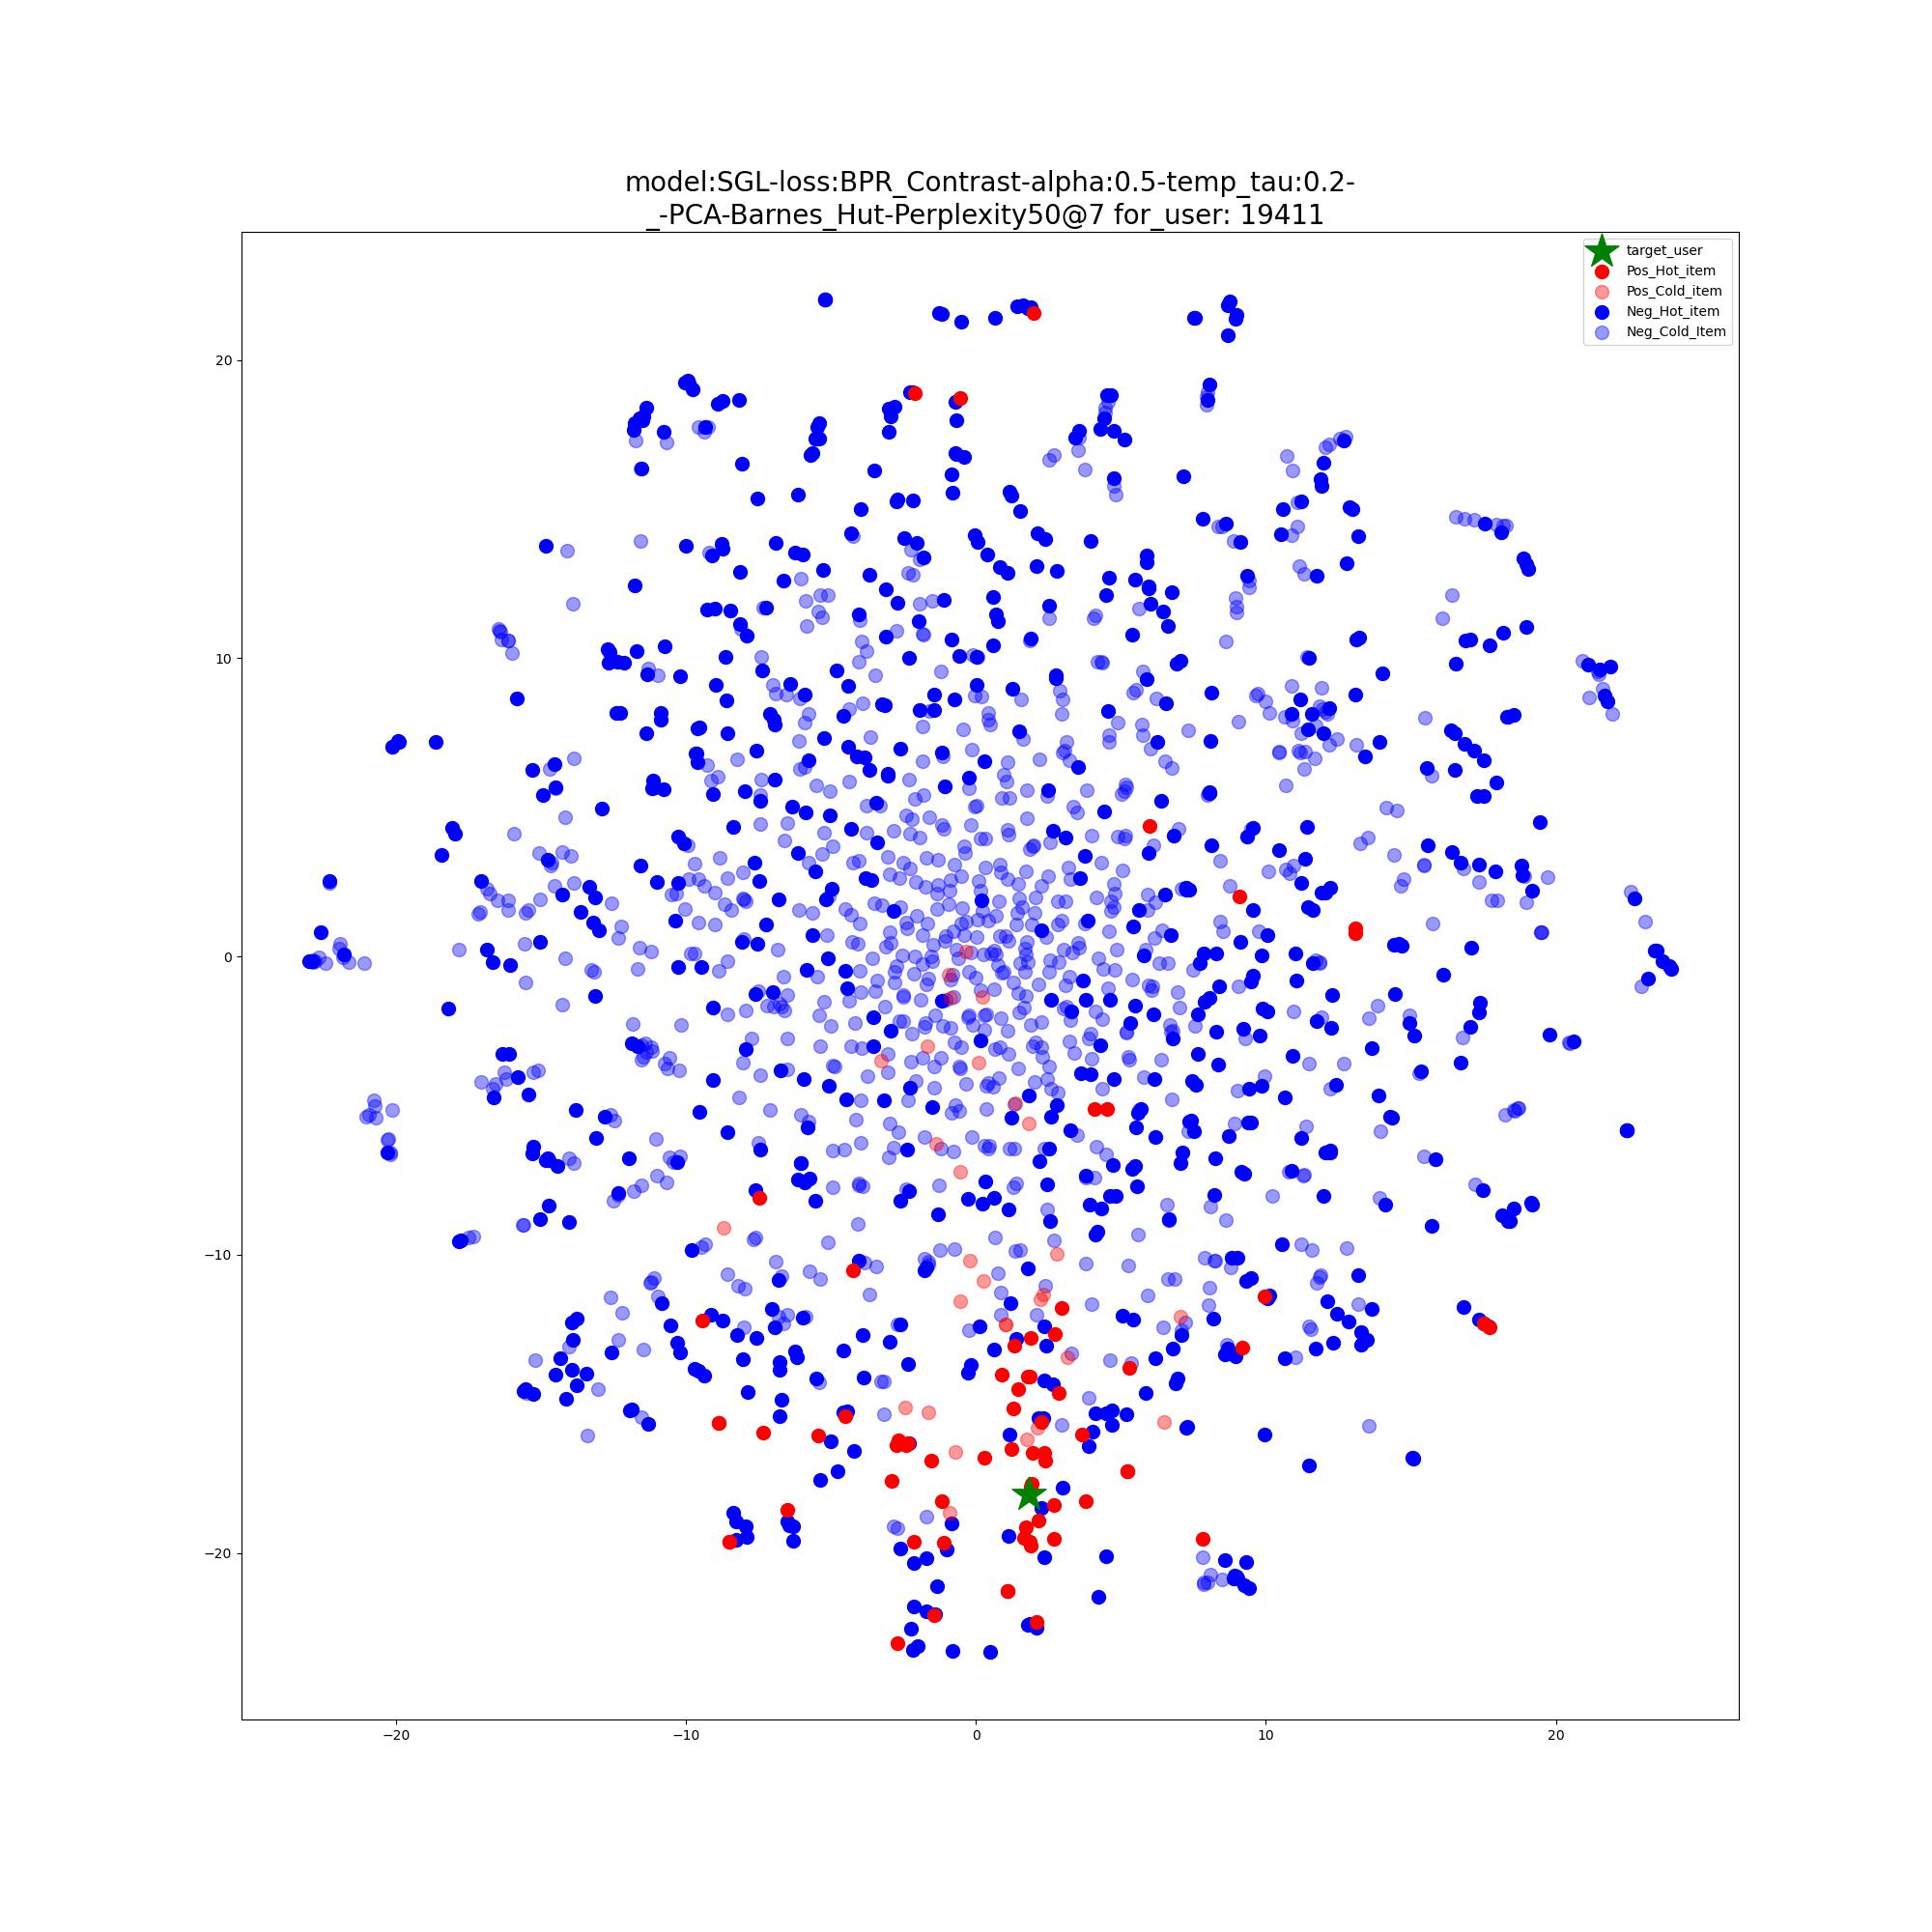 model:SGL-loss:BPR_Contrast-alpha:0.5-temp_tau:0.2-
_-PCA-Barnes_Hut-Perplexity50@7 for_user: 19411
target_user
Pos_Hot_item
Pos_Cold_item
Neg_Hot_item
Neg_Cold_Item
20
10
0
−10
−20
−20
−10
0
10
20